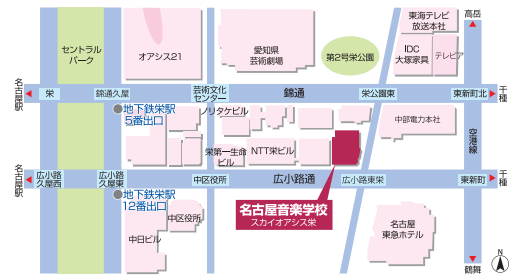 高岳
東海テレビ
放送本社
セントラル
パーク
オアシス21
愛知県
芸術劇場
第2号栄公園
IDC
大塚家具
テレピア
名古屋駅
栄
錦通久屋
芸術文化
センター
錦通
栄公園東
東新町北
千種
地下鉄栄駅
5番出口
ノリタケビル
中部電力本社
空港線
栄第一生命
ビル
NTT栄ビル
名古屋駅
広小路
久屋西
広小路
久屋東
中区役所
広小路通
広小路東栄
東新町
千種
地下鉄栄駅
12番出口
中区役所
中日ビル
名古屋音楽学校
スカイオアシス栄
名古屋
東急ホテル
鶴舞
N